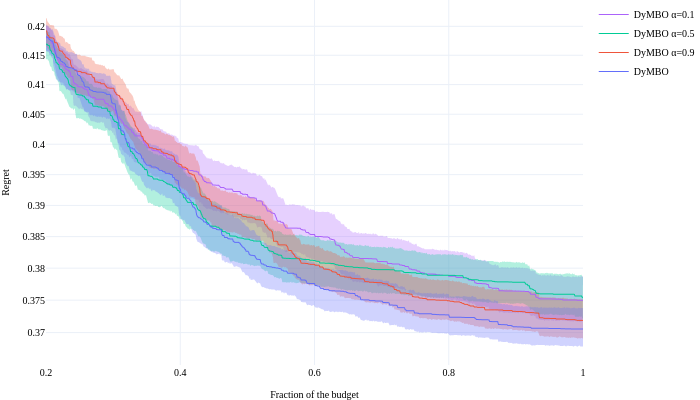 0.42
0.415
0.41
0.405
0.4
0.395
0.39
0.385
0.38
0.375
0.37
Regret
0.2
0.4
0.6
0.8
1
Fraction of the budget
DyMBO α=0.1
DyMBO α=0.5
DyMBO α=0.9
DyMBO